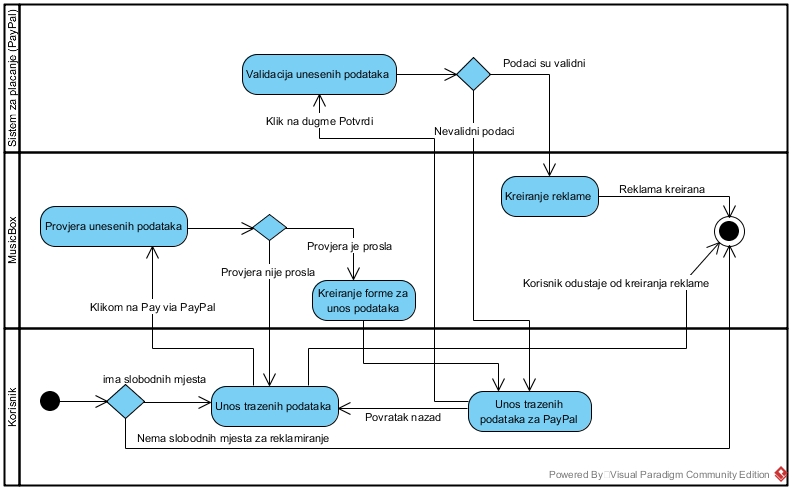 Sistem za placanje (PayPal)
Validacija unesenih podataka
Podaci su validni
Klik na dugme Potvrdi
Nevalidni podaci
MusicBox
Kreiranje reklame
Reklama kreirana
Provjera unesenih podataka
Provjera je prosla
Provjera nije prosla
Korisnik odustaje od kreiranja reklame
Kreiranje forme za
unos podataka
Klikom na Pay via PayPal
Korisnik
ima slobodnih mjesta
Unos trazenih podataka
Unos trazenih
podataka za PayPal
Povratak nazad
Nema slobodnih mjesta za reklamiranje
Powered By Visual Paradigm Community Edition